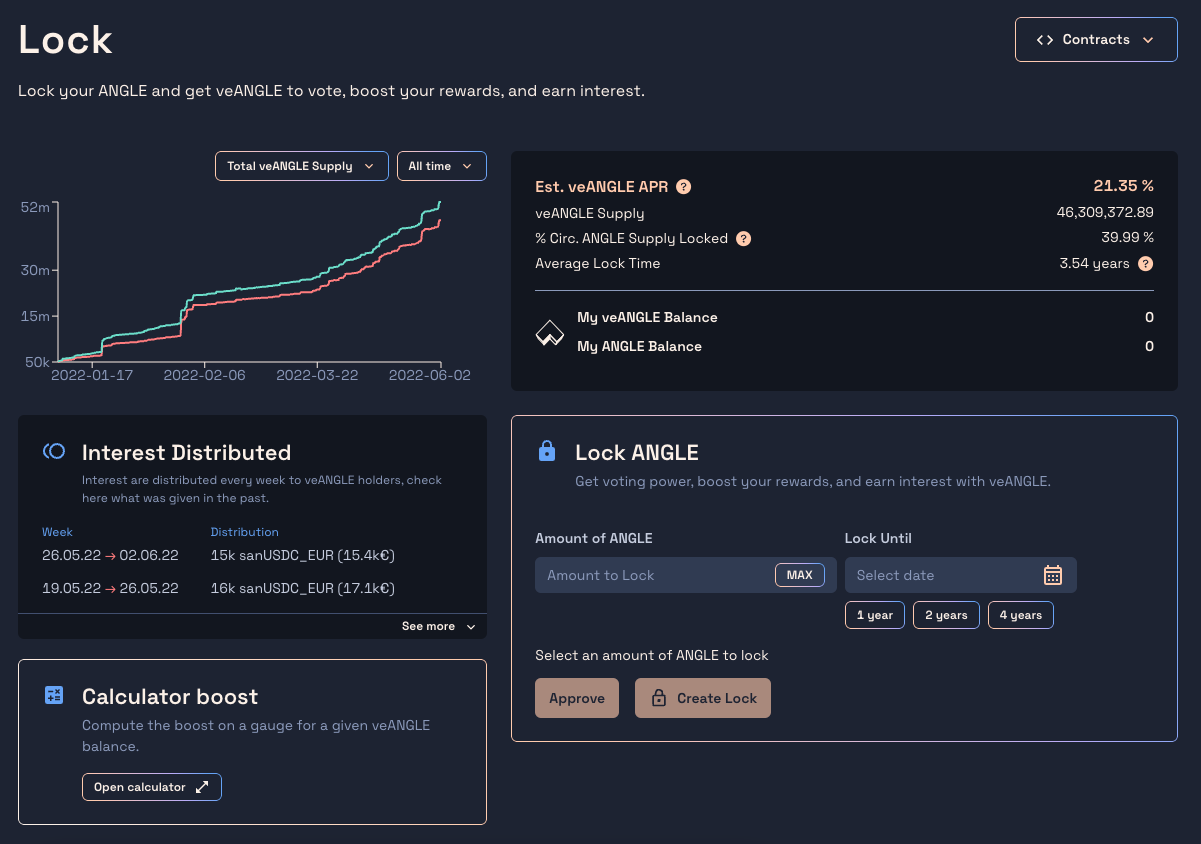 Lock
Contracts
Lock your ANGLE and get veANGLE to vote, boost your rewards, and earn interest.
Total veANGLE Supply
All time
52m
30m
15m
50k
2022-01-17 2022-02-06 2022-03-22 2022-06-02
Est. veANGLE APR ? 21.35 %
veANGLE Supply 46,309,372.89
% Circ. ANGLE Supply Locked ? 39.99 %
Average Lock Time 3.54 years ?
My veANGLE Balance 0
My ANGLE Balance 0
Interest Distributed
Interest are distributed every week to veANGLE holders, check
here what was given in the past.
Week Distribution
26.05.22 → 02.06.22 15k sanUSDC_EUR (15.4k€)
19.05.22 → 26.05.22 16k sanUSDC_EUR (17.1k€)
See more
Calculator boost
Compute the boost on a gauge for a given veANGLE
balance.
Open calculator
Lock ANGLE
Get voting power, boost your rewards, and earn interest with veANGLE.
Amount of ANGLE Lock Until
Amount to Lock MAX Select date
1 year 2 years 4 years
Select an amount of ANGLE to lock
Approve Create Lock